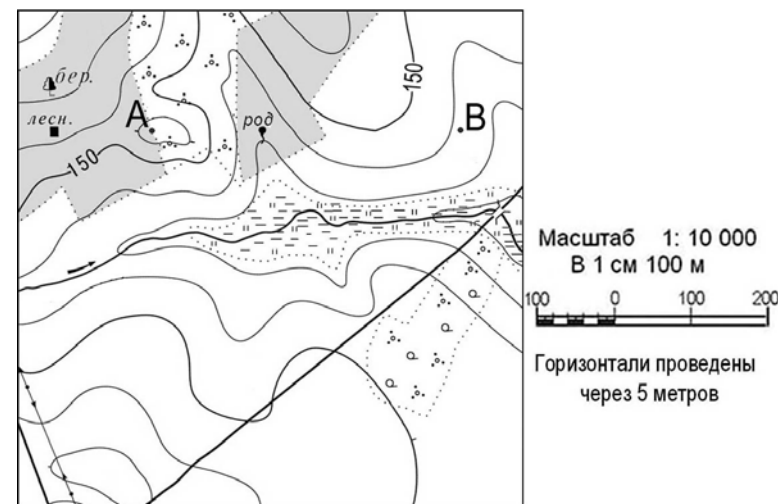 150
бер.
А
род
В
лесн.
150
Масштаб 1: 10 000
В 1 см 100 м
100 0 100 200
Горизонтали проведены
через 5 метров